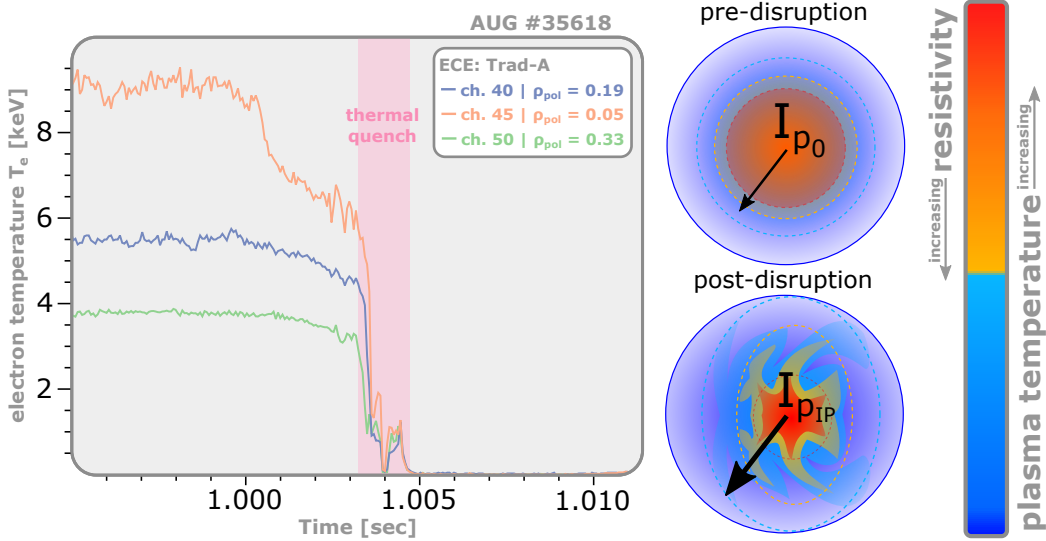 AUG #35618
electron temperature Tₑ [keV]
8
6
4
2
ECE: Trad-A
ch. 40 | ρpol = 0.19
ch. 45 | ρpol = 0.05
ch. 50 | ρpol = 0.33
thermal
quench
1.000
1.005
1.010
Time [sec]
pre-disruption
Ip₀
post-disruption
IpIP
increasing resistivity
plasma temperature increasing